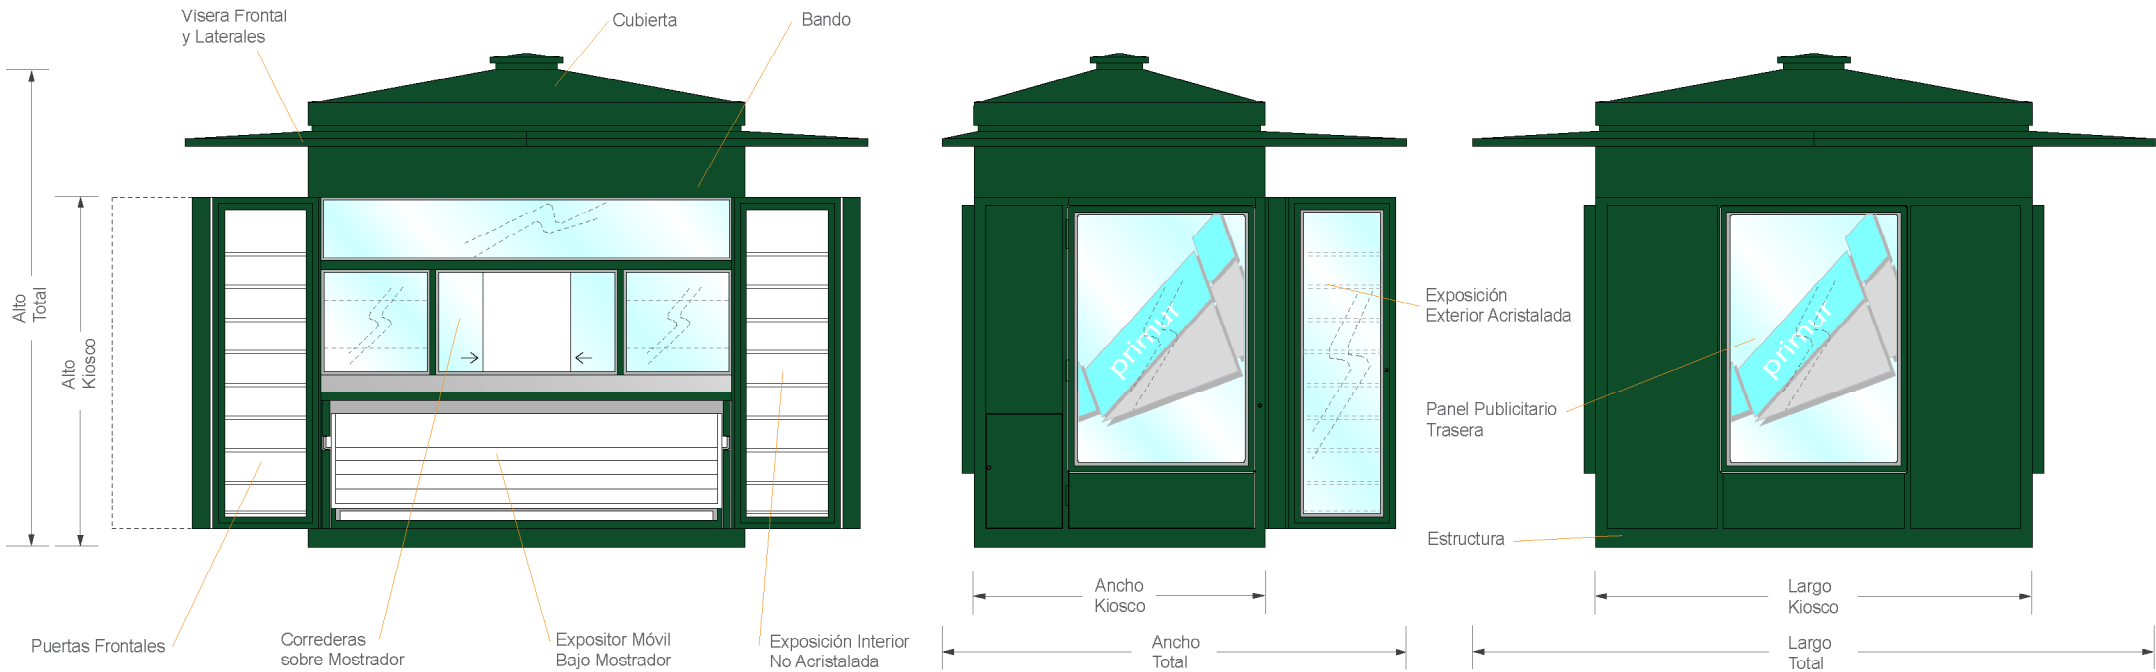 Visera Frontal
y Laterales
Cubierta
Bando
Alto
Total
Alto
Kiosco
Puertas Frontales
Correderas
sobre Mostrador
Expositor Móvil
Bajo Mostrador
Exposición Interior
No Acristalada
primur
Exposición
Exterior Acristalada
Panel Publicitario
Trasera
Estructura
primur
Ancho
Kiosco
Ancho
Total
Largo
Kiosco
Largo
Total